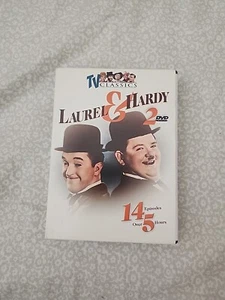 TV
CLASSICS
LAUREL & HARDY
2 DVD
14 Episodes
Over 5 Hours